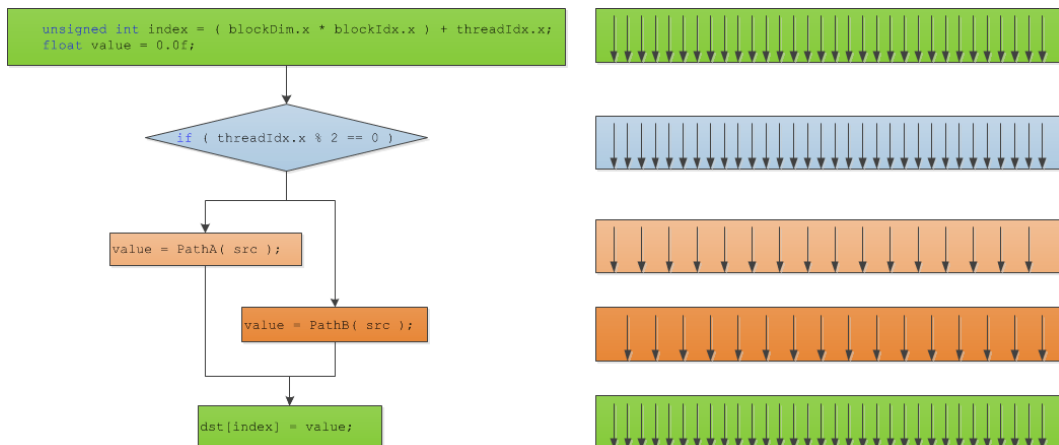 unsigned int index = ( blockDim.x * blockIdx.x ) + threadIdx.x;
float value = 0.0f;
if ( threadIdx.x % 2 == 0 )
value = PathA( src );
value = PathB( src );
dst[index] = value;